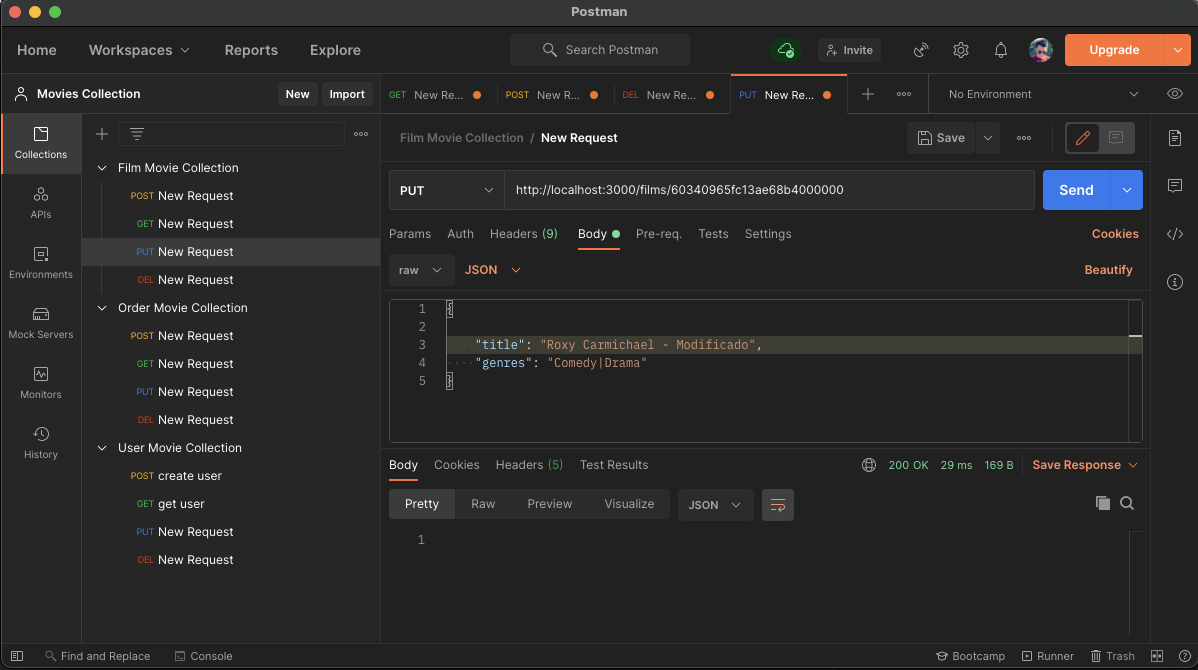 Postman
Home Workspaces Reports Explore Search Postman Invite Upgrade
Movies Collection New Import
GET New Re... POST New R... DEL New Re... PUT New Re... No Environment
Collections
APIs
Environments
Mock Servers
Monitors
History
Film Movie Collection
POST New Request
GET New Request
PUT New Request
DEL New Request
Order Movie Collection
POST New Request
GET New Request
PUT New Request
DEL New Request
User Movie Collection
POST create user
GET get user
PUT New Request
DEL New Request
Film Movie Collection / New Request Save
PUT http://localhost:3000/films/60340965fc13ae68b4000000 Send
Params Auth Headers (9) Body Pre-req. Tests Settings Cookies
raw JSON Beautify
1 {
2
3 "title": "Roxy Carmichael - Modificado",
4 "genres": "Comedy|Drama"
5 }
Body Cookies Headers (5) Test Results 200 OK 29 ms 169 B Save Response
Pretty Raw Preview Visualize JSON
1
Find and Replace Console Bootcamp Runner Trash